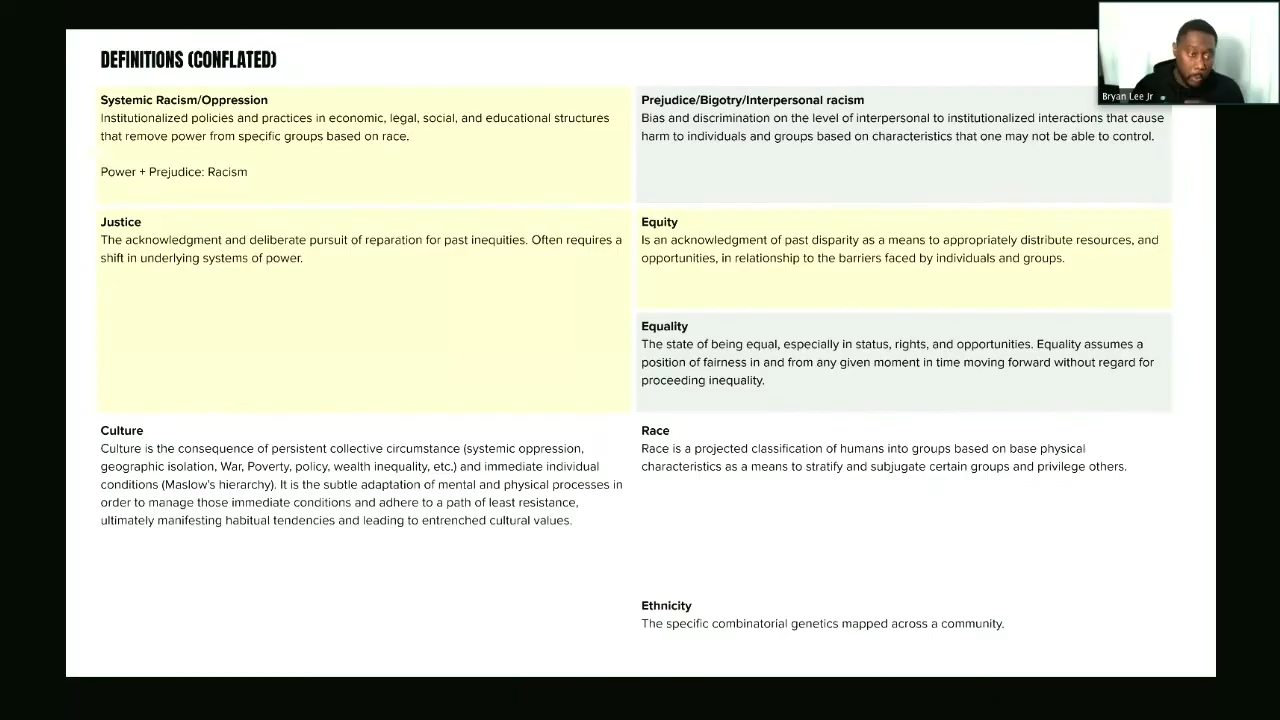 DEFINITIONS (CONFLATED)
Bryan Lee Jr
Systemic Racism/Oppression
Institutionalized policies and practices in economic, legal, social, and educational structures
that remove power from specific groups based on race.
Power + Prejudice: Racism
Prejudice/Bigotry/Interpersonal racism
Bias and discrimination on the level of interpersonal to institutionalized interactions that cause
harm to individuals and groups based on characteristics that one may not be able to control.
Justice
The acknowledgment and deliberate pursuit of reparation for past inequities. Often requires a
shift in underlying systems of power.
Equity
Is an acknowledgment of past disparity as a means to appropriately distribute resources, and
opportunities, in relationship to the barriers faced by individuals and groups.
Equality
The state of being equal, especially in status, rights, and opportunities. Equality assumes a
position of fairness in and from any given moment in time moving forward without regard for
proceeding inequality.
Culture
Culture is the consequence of persistent collective circumstance (systemic oppression,
geographic isolation, War, Poverty, policy, wealth inequality, etc.) and immediate individual
conditions (Maslow's hierarchy). It is the subtle adaptation of mental and physical processes in
order to manage those immediate conditions and adhere to a path of least resistance,
ultimately manifesting habitual tendencies and leading to entrenched cultural values.
Race
Race is a projected classification of humans into groups based on base physical
characteristics as a means to stratify and subjugate certain groups and privilege others.
Ethnicity
The specific combinatorial genetics mapped across a community.